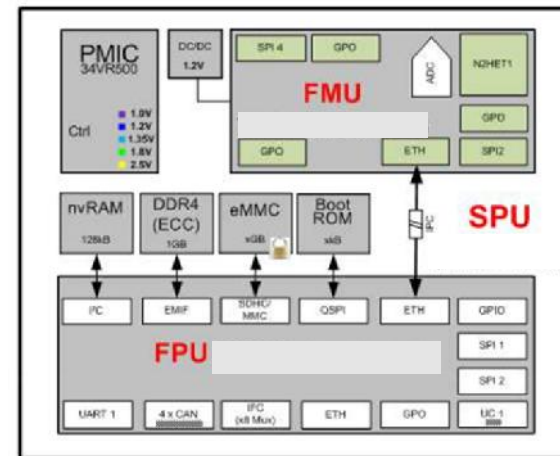 PMIC
34VR500
Ctrl
1.0V
1.2V
1.35V
1.8V
2.5V
DC/DC
1.2V
SPI 4
GPO
ADC
N2HET1
FMU
GPO
GPO
ETH
SPI2
IPC
SPU
nvRAM
128kB
DDR4
(ECC)
1GB
eMMC
xGB
Boot
ROM
xkB
I²C
EMIF
SDHC/
MMC
QSPI
ETH
GPIO
SPI 1
FPU
SPI 2
UART 1
4 x CAN
IFC
(x8 Mux)
ETH
GPO
UC 1